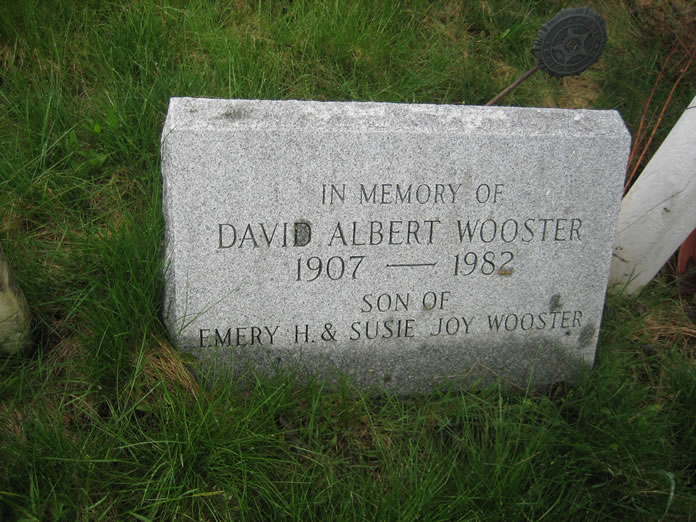 IN MEMORY OF
DAVID ALBERT WOOSTER
1907 — 1982
SON OF
EMERY H. & SUSIE JOY WOOSTER